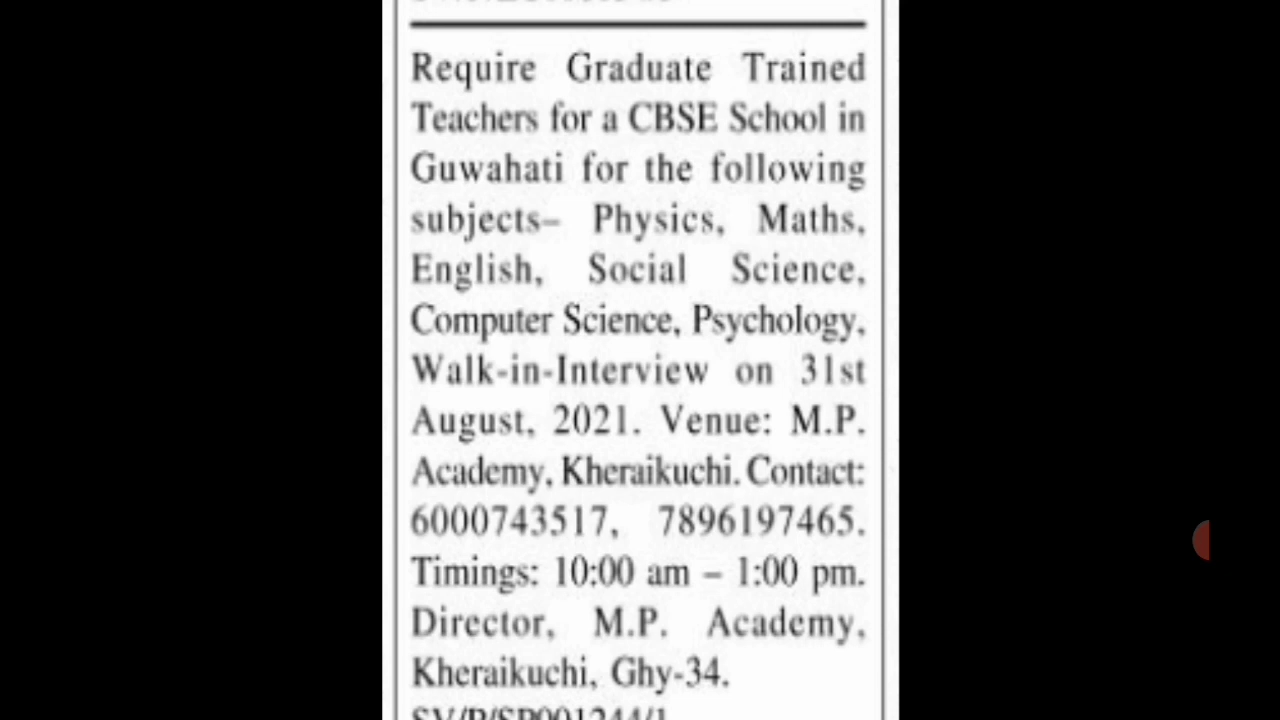 Require Graduate Trained
Teachers for a CBSE School in
Guwahati for the following
subjects– Physics, Maths,
English, Social Science,
Computer Science, Psychology,
Walk-in-Interview on 31st
August, 2021. Venue: M.P.
Academy, Kheraikuchi. Contact:
6000743517, 7896197465.
Timings: 10:00 am – 1:00 pm.
Director, M.P. Academy,
Kheraikuchi, Ghy-34.